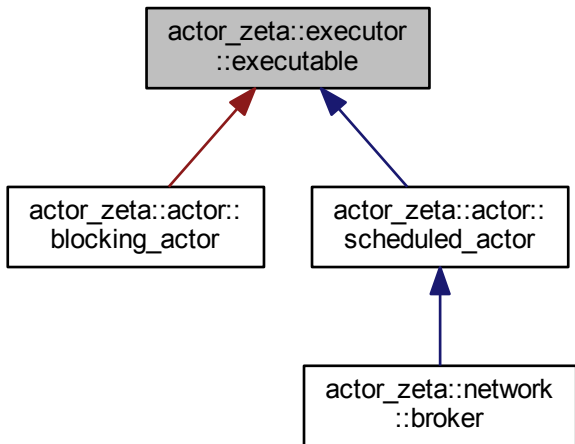 actor_zeta::executor
::executable
actor_zeta::actor::
blocking_actor
actor_zeta::actor::
scheduled_actor
actor_zeta::network
::broker